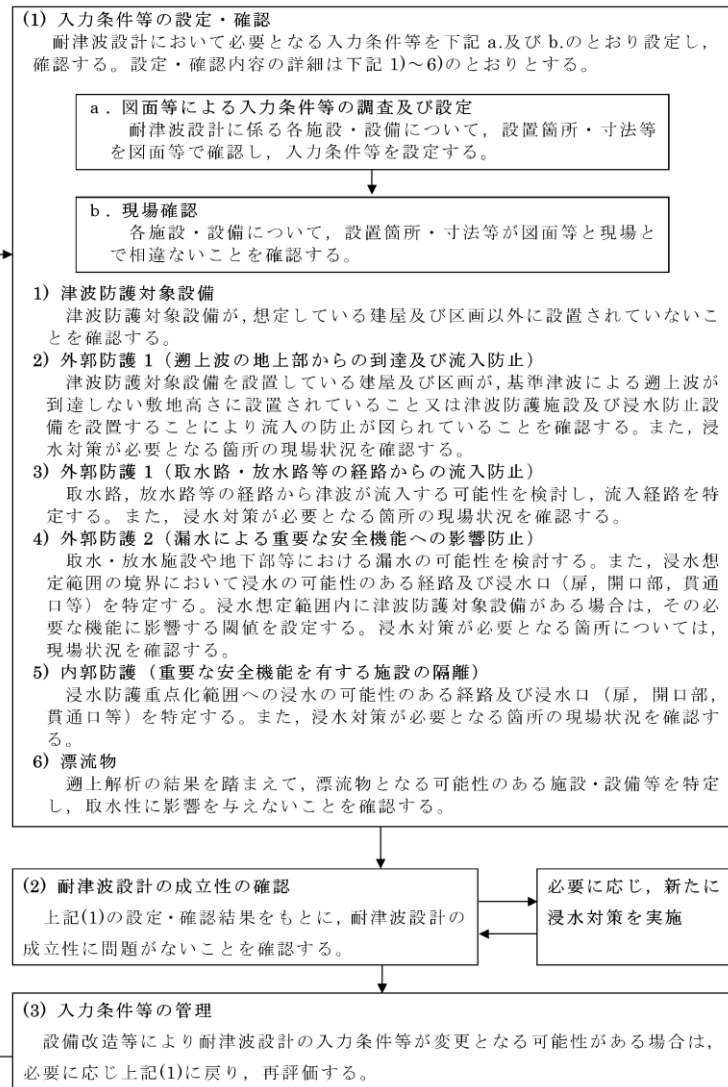 (1) 入力条件等の設定・確認
耐津波設計において必要となる入力条件等を下記 a.及び b.のとおり設定し，
確認する。設定・確認内容の詳細は下記 1)～6)のとおりとする。
a．図面等による入力条件等の調査及び設定
耐津波設計に係る各施設・設備について，設置箇所・寸法等
を図面等で確認し，入力条件等を設定する。
b．現場確認
各施設・設備について，設置箇所・寸法等が図面等と現場と
で相違ないことを確認する。
1) 津波防護対象設備
津波防護対象設備が，想定している建屋及び区画以外に設置されていないこ
とを確認する。
2) 外郭防護 1（遡上波の地上部からの到達及び流入防止）
津波防護対象設備を設置している建屋及び区画が，基準津波による遡上波が
到達しない敷地高さに設置されていること又は津波防護施設及び浸水防止設
備を設置することにより流入の防止が図られていることを確認する。また，浸
水対策が必要となる箇所の現場状況を確認する。
3) 外郭防護 1（取水路・放水路等の経路からの流入防止）
取水路，放水路等の経路から津波が流入する可能性を検討し，流入経路を特
定する。また，浸水対策が必要となる箇所の現場状況を確認する。
4) 外郭防護 2（漏水による重要な安全機能への影響防止）
取水・放水施設や地下部等における漏水の可能性を検討する。また，浸水想
定範囲の境界において浸水の可能性のある経路及び浸水口（扉，開口部，貫通
口等）を特定する。浸水想定範囲内に津波防護対象設備がある場合は，その必
要な機能に影響する閾値を設定する。浸水対策が必要となる箇所については，
現場状況を確認する。
5) 内郭防護（重要な安全機能を有する施設の隔離）
浸水防護重点化範囲への浸水の可能性のある経路及び浸水口（扉，開口部，
貫通口等）を特定する。また，浸水対策が必要となる箇所の現場状況を確認す
る。
6) 漂流物
遡上解析の結果を踏まえて，漂流物となる可能性のある施設・設備等を特定
し，取水性に影響を与えないことを確認する。
(2) 耐津波設計の成立性の確認
上記(1)の設定・確認結果をもとに，耐津波設計の
成立性に問題がないことを確認する。
必要に応じ，新たに
浸水対策を実施
(3) 入力条件等の管理
設備改造等により耐津波設計の入力条件等が変更となる可能性がある場合は，
必要に応じ上記(1)に戻り，再評価する。